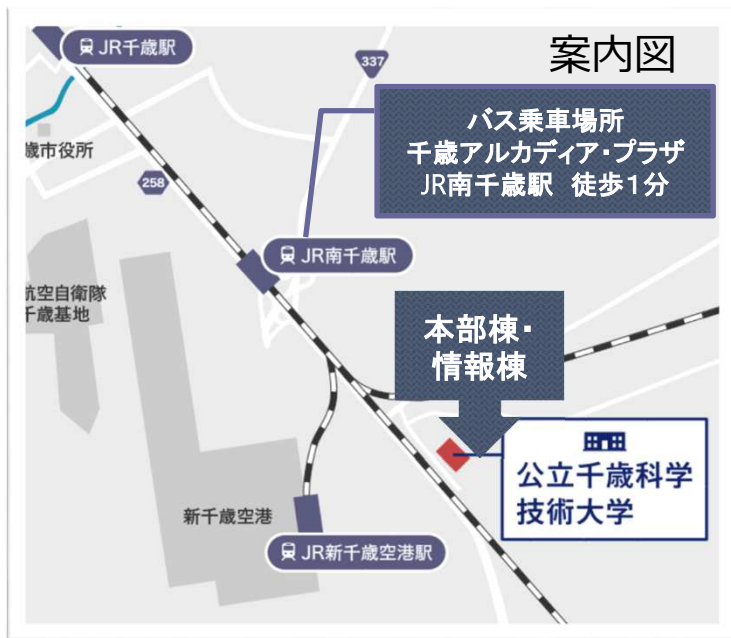 案内図
JR千歳駅
337
バス乗車場所
千歳アルカディア・プラザ
JR南千歳駅 徒歩1分
歳市役所
258
JR南千歳駅
航空自衛隊
千歳基地
本部棟・
情報棟
公立千歳科学
技術大学
新千歳空港
JR新千歳空港駅